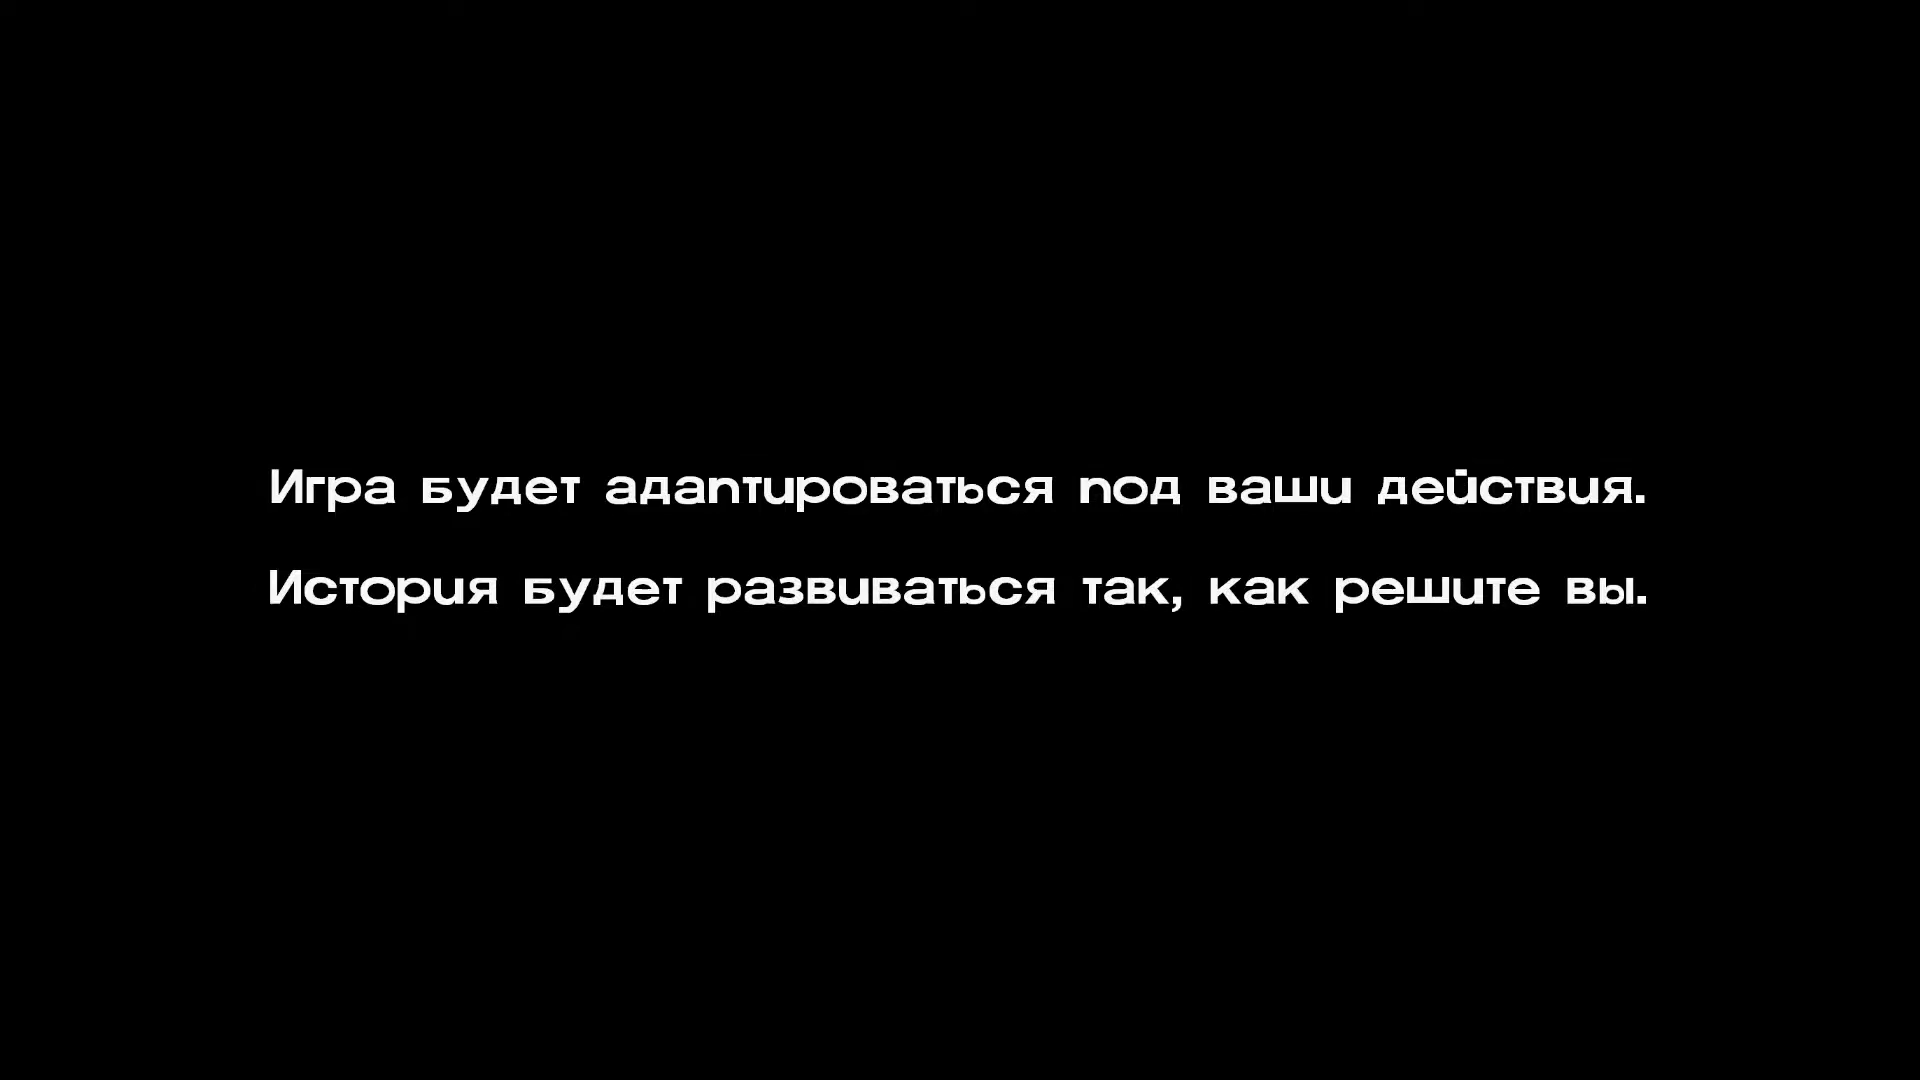 Игра будет адаптироваться под ваши действия.
История будет развиваться так, как решите вы.